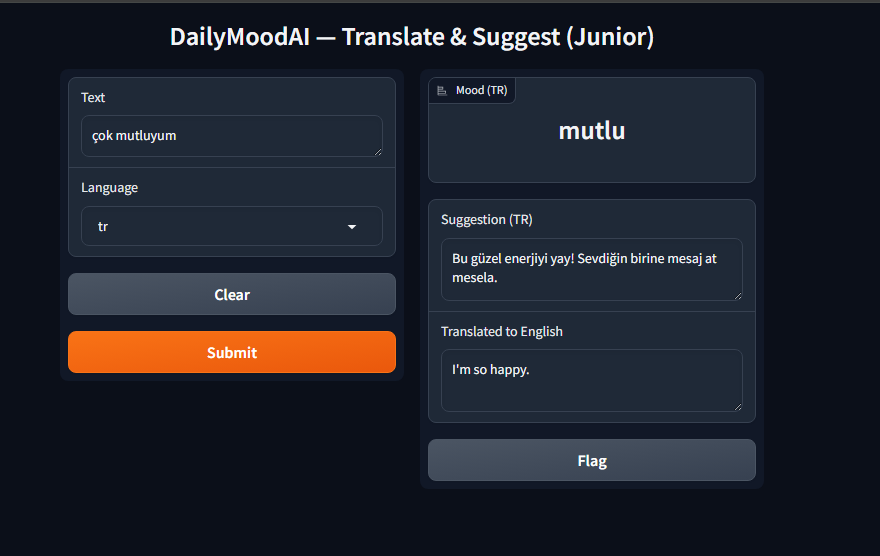 DailyMoodAI — Translate & Suggest (Junior)
Text
çok mutluyum
Language
tr
Clear
Submit
Mood (TR)
mutlu
Suggestion (TR)
Bu güzel enerjiyi yay! Sevdiğin birine mesaj at
mesela.
Translated to English
I'm so happy.
Flag